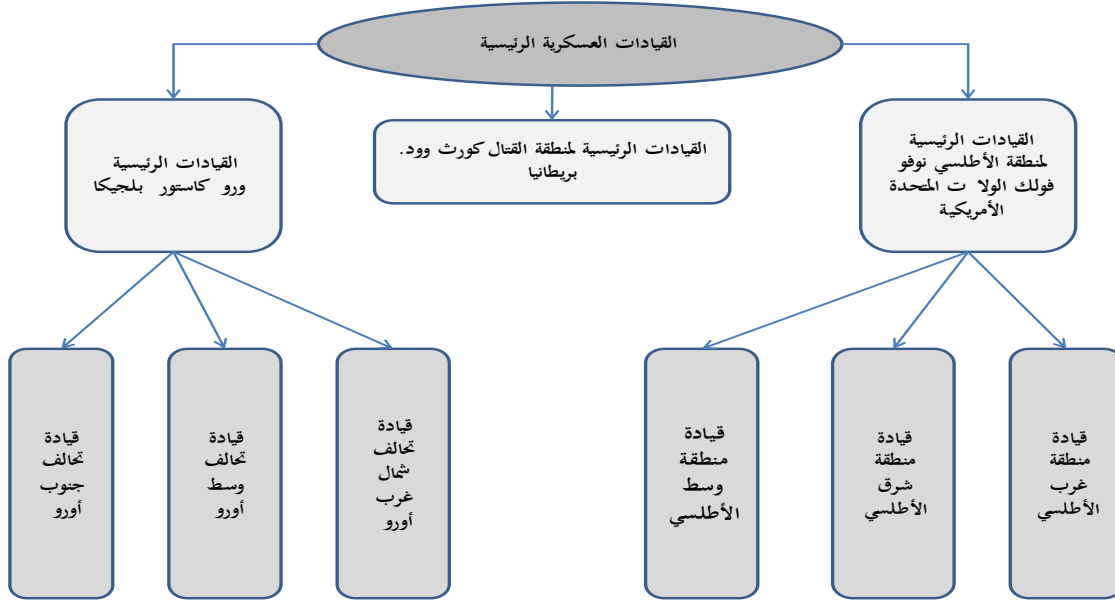 القيادات العسكرية الرئيسية
القيادات الرئيسية
لمنطقة الأطلسي نوفو
فولك الولا ت المتحدة
الأمريكية
القيادات الرئيسية لمنطقة القتال كورث وود.
بريطانيا
القيادات الرئيسية
ورو كاستور بلجيكا
قيادة
منطقة
غرب
الأطلسي
قيادة
منطقة
شرق
الأطلسي
قيادة
منطقة
وسط
الأطلسي
قيادة
تحالف
شمال
غرب
أورو
قيادة
تحالف
وسط
أورو
قيادة
تحالف
جنوب
أورو